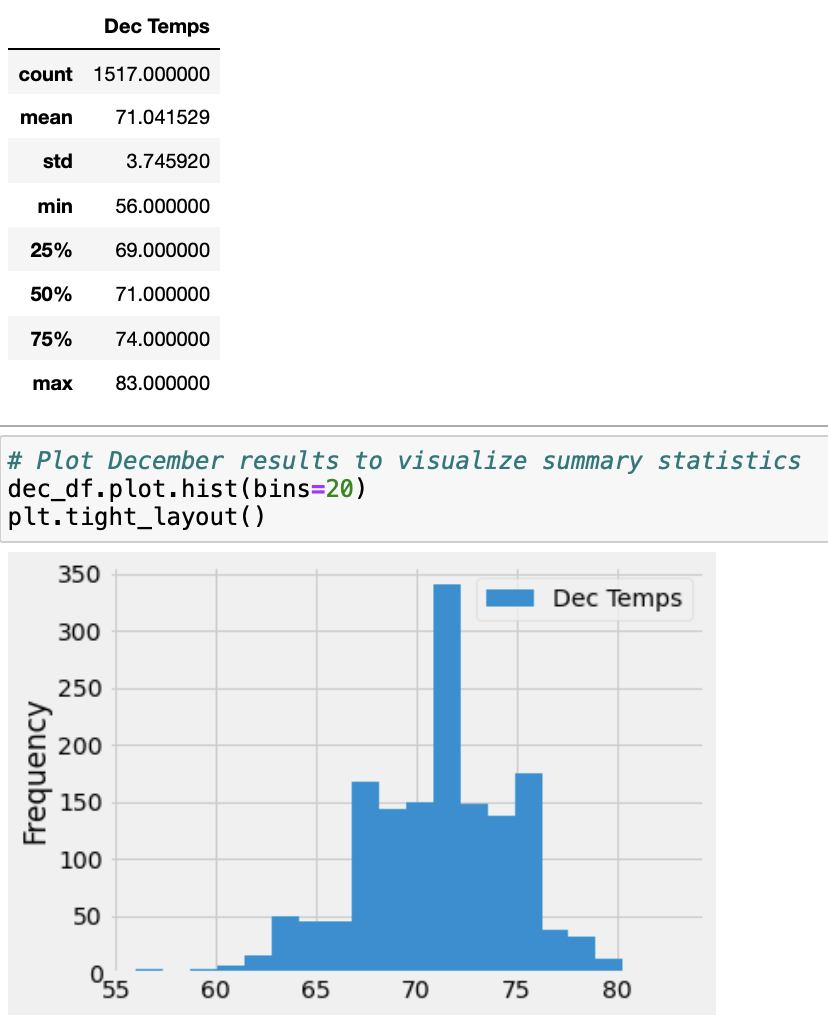 Dec Temps
count 1517.000000
mean 71.041529
std 3.745920
min 56.000000
25% 69.000000
50% 71.000000
75% 74.000000
max 83.000000
# Plot December results to visualize summary statistics
dec_df.plot.hist(bins=20)
plt.tight_layout()
Dec Temps
Frequency
350
300
250
200
150
100
50
0
55 60 65 70 75 80